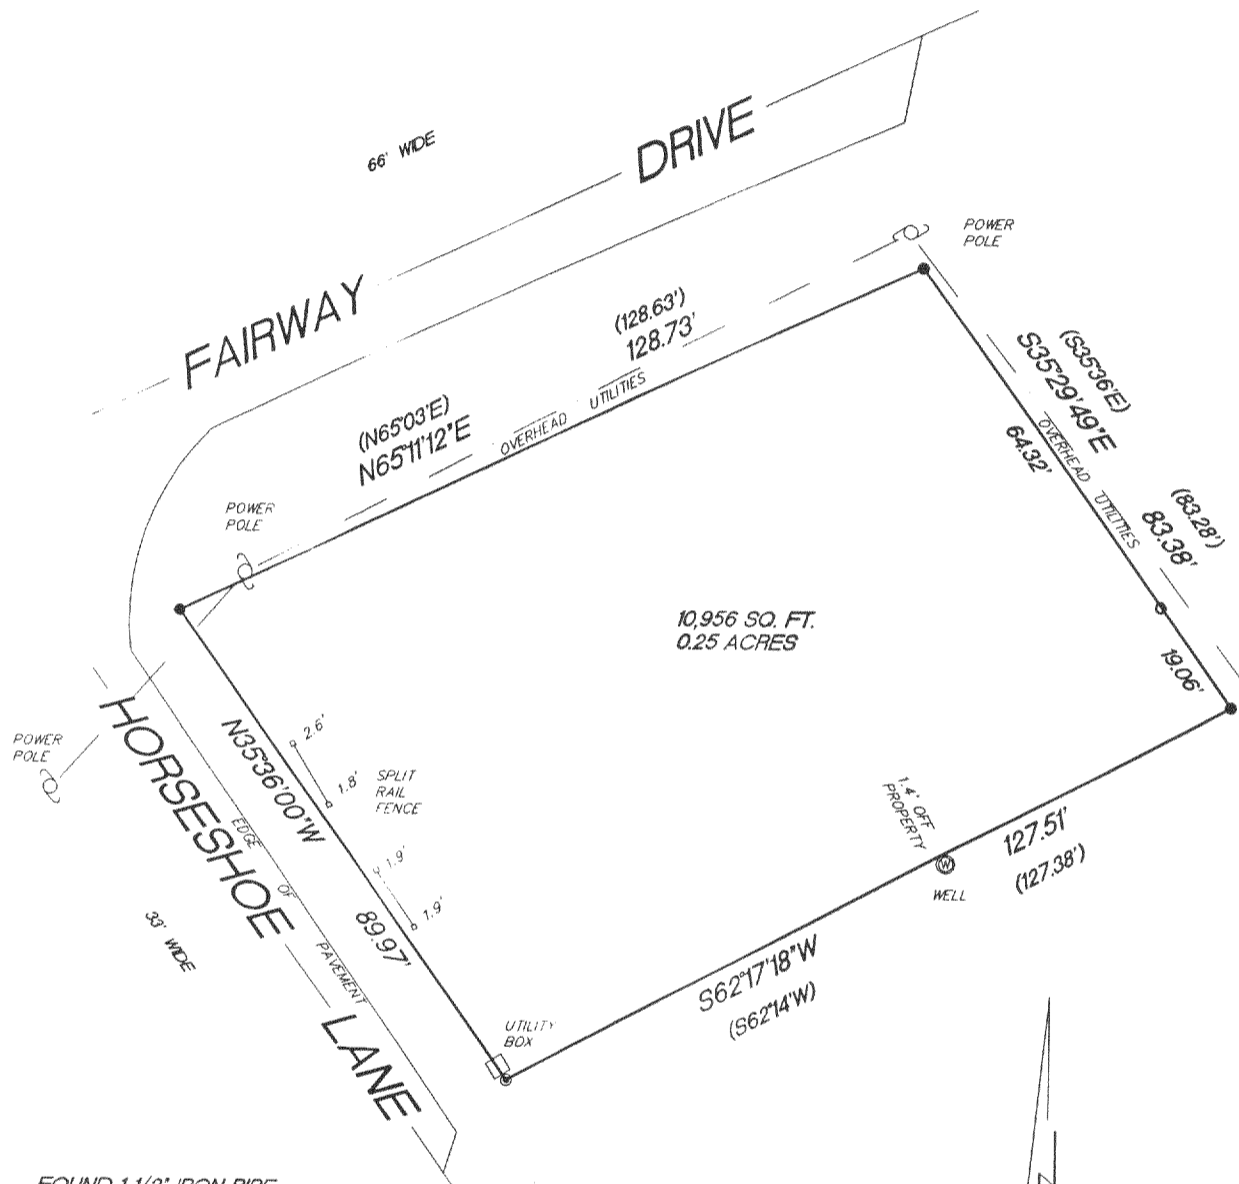 66' WIDE
FAIRWAY DRIVE
POWER
POLE
(128.63')
128.73'
(N65°03'E)
N65°11'12"E
OVERHEAD UTILITIES
(S35°36'E)
S35°29'49"E
64.32'
OVERHEAD UTILITIES
(83.28')
83.38'
19.06'
POWER
POLE
10,956 SQ. FT.
0.25 ACRES
POWER
POLE
HORSESHOE LANE
33' WIDE
EDGE OF PAVEMENT
N35°36'00"W
89.97'
2.6'
1.8'
SPLIT
RAIL
FENCE
1.9'
1.9'
1.4' OFF
PROPERTY
W
WELL
127.51'
(127.38')
S62°17'18"W
(S62°14'W)
UTILITY
BOX